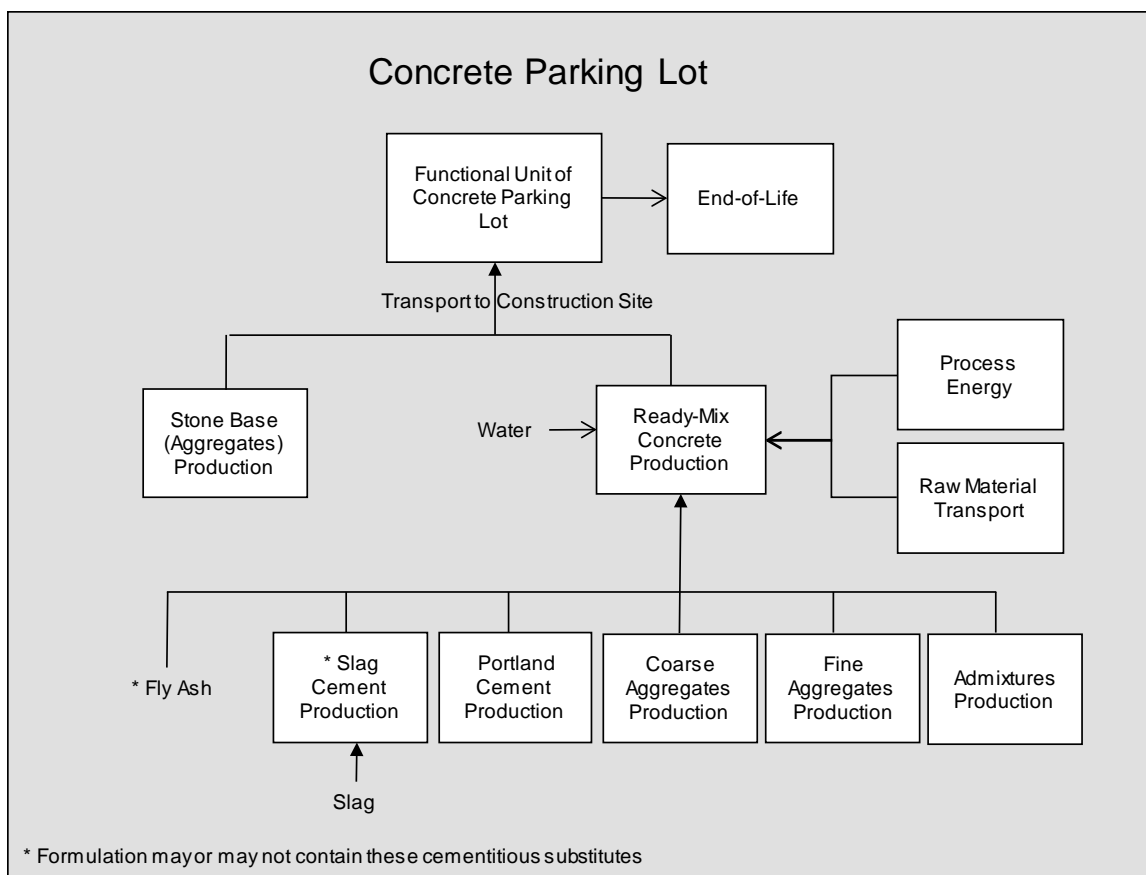 Concrete Parking Lot
Functional Unit of
Concrete Parking
Lot
End-of-Life
Transport to Construction Site
Process
Energy
Stone Base
(Aggregates)
Production
Water
Ready-Mix
Concrete
Production
Raw Material
Transport
* Fly Ash
* Slag
Cement
Production
Portland
Cement
Production
Coarse
Aggregates
Production
Fine
Aggregates
Production
Admixtures
Production
Slag
* Formulation may or may not contain these cementitious substitutes